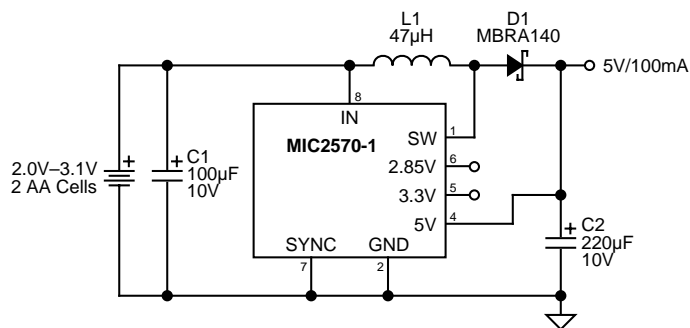 L1
47µH
D1
MBRA140
5V/100mA
8
IN
MIC2570-1
SW
1
2.85V
6
3.3V
5
5V
4
2.0V–3.1V
2 AA Cells
+
+
C1
100µF
10V
SYNC
GND
7
2
+
C2
220µF
10V